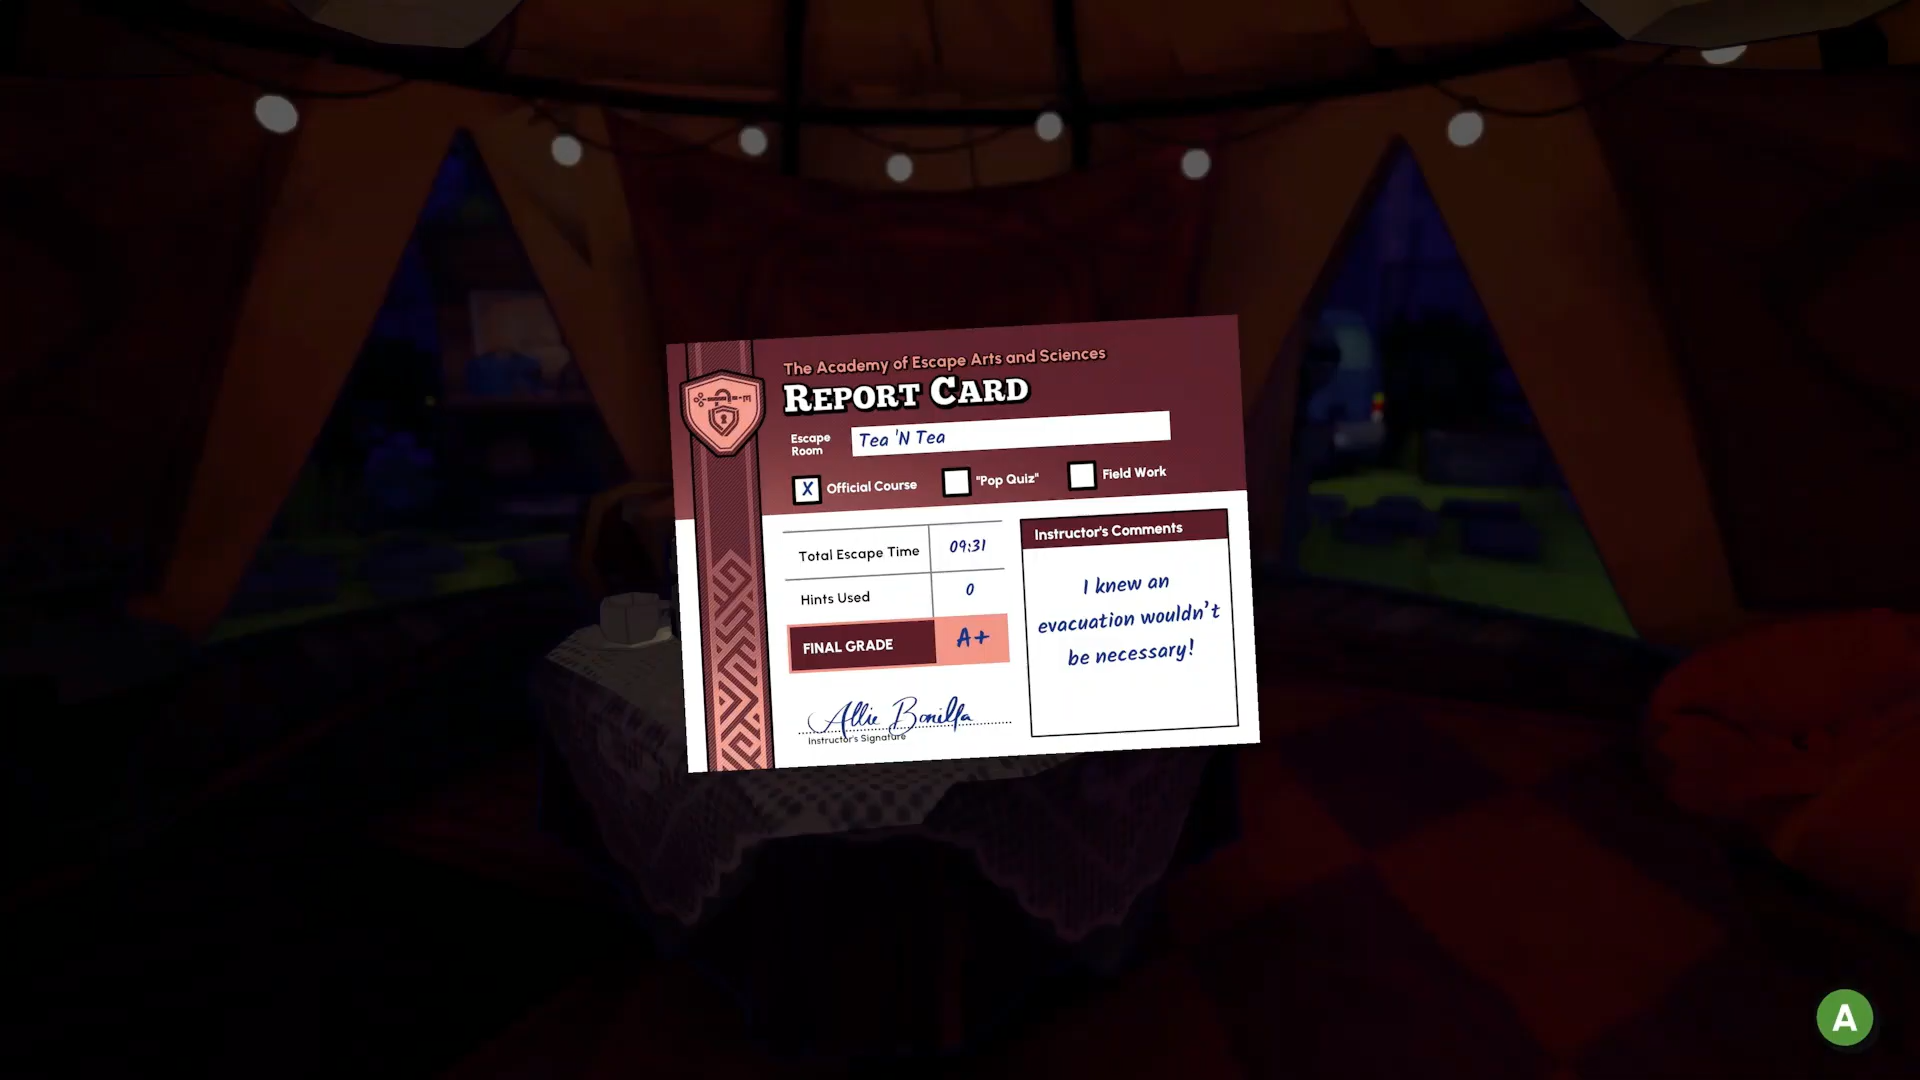 The Academy of Escape Arts and Sciences
REPORT CARD
Escape
Room
Tea 'N Tea
X Official Course
"Pop Quiz"
Field Work
Total Escape Time 09:31
Hints Used 0
FINAL GRADE A+
Allie Bonilla
Instructor's Signature
Instructor's Comments
I knew an
evacuation wouldn't
be necessary!
A